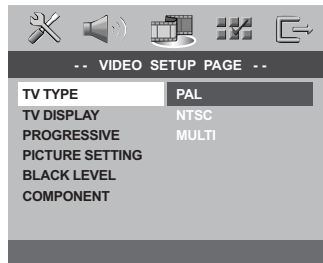 -- VIDEO SETUP PAGE --
TV TYPE PAL
TV DISPLAY NTSC
PROGRESSIVE MULTI
PICTURE SETTING
BLACK LEVEL
COMPONENT